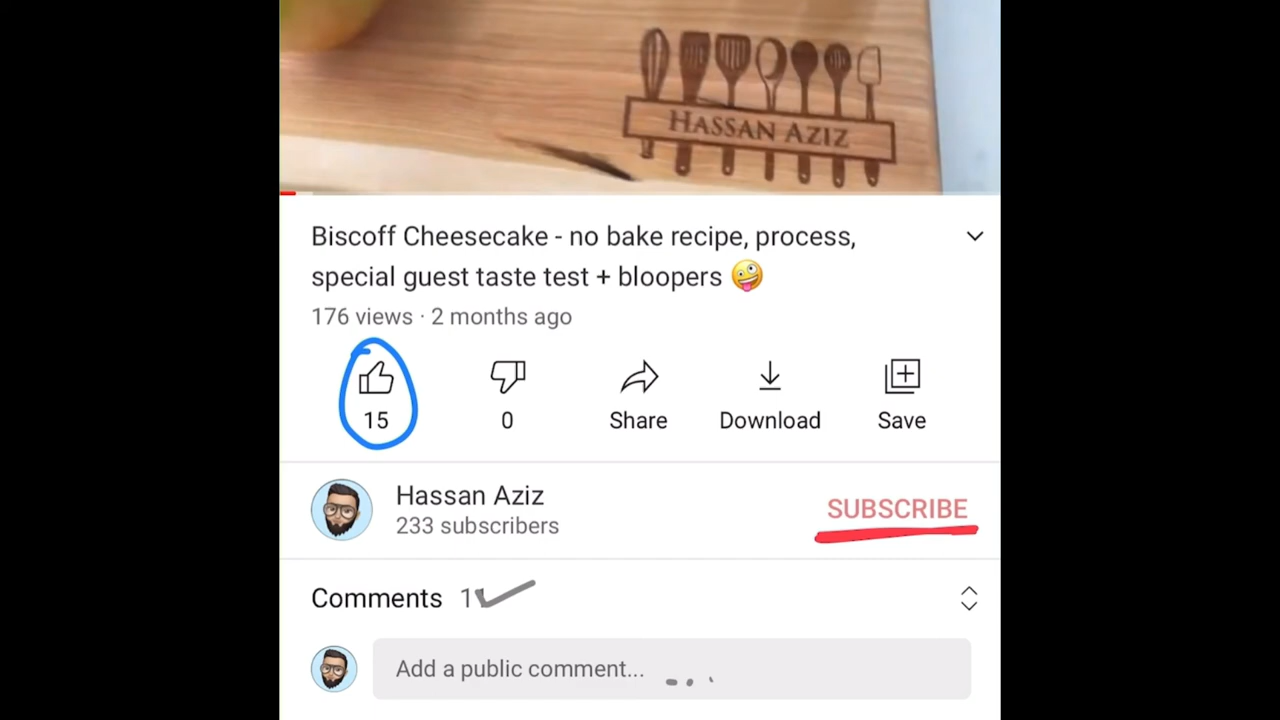 HASSAN AZIZ
Biscoff Cheesecake - no bake recipe, process,
special guest taste test + bloopers 🤪
176 views · 2 months ago
15 0 Share Download Save
Hassan Aziz
233 subscribers
SUBSCRIBE
Comments
Add a public comment...